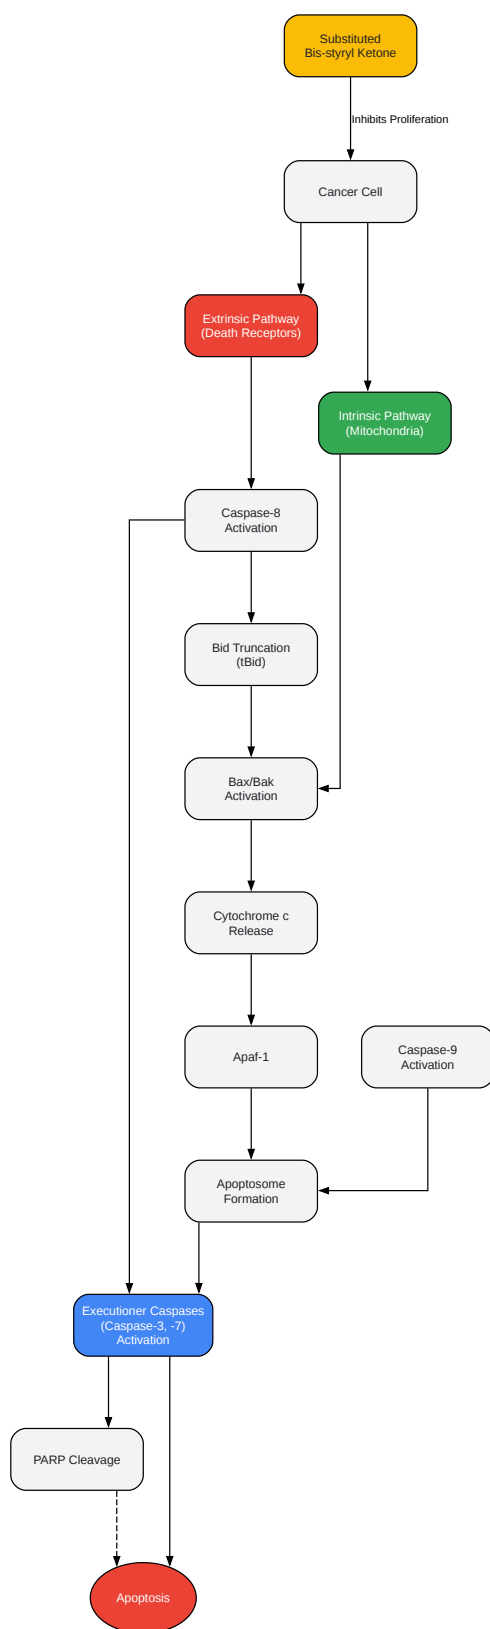 Substituted
Bis-styryl Ketone
Inhibits Proliferation
Cancer Cell
Extrinsic Pathway
(Death Receptors)
Intrinsic Pathway
(Mitochondria)
Caspase-8
Activation
Bid Truncation
(tBid)
Bax/Bak
Activation
Cytochrome c
Release
Apaf-1
Caspase-9
Activation
Apoptosome
Formation
Executioner Caspases
(Caspase-3, -7)
Activation
PARP Cleavage
Apoptosis